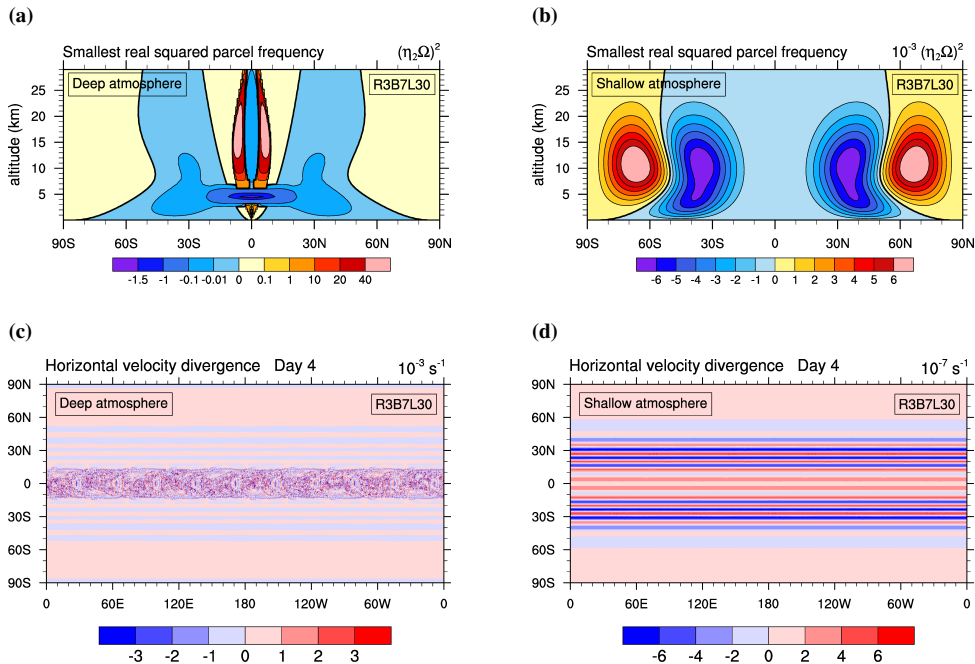 (a)
Smallest real squared parcel frequency (η₂Ω)²
Deep atmosphere R3B7L30
altitude (km)
25
20
15
10
5
90S 60S 30S 0 30N 60N 90N
-1.5 -1 -0.1 -0.01 0 0.1 1 10 20 40
(b)
Smallest real squared parcel frequency 10⁻³ (η₂Ω)²
Shallow atmosphere R3B7L30
altitude (km)
25
20
15
10
5
90S 60S 30S 0 30N 60N 90N
-6 -5 -4 -3 -2 -1 0 1 2 3 4 5 6
(c)
Horizontal velocity divergence Day 4 10⁻³ s⁻¹
Deep atmosphere R3B7L30
90N
60N
30N
0
30S
60S
90S
0 60E 120E 180 120W 60W 0
-3 -2 -1 0 1 2 3
(d)
Horizontal velocity divergence Day 4 10⁻⁷ s⁻¹
Shallow atmosphere R3B7L30
90N
60N
30N
0
30S
60S
90S
0 60E 120E 180 120W 60W 0
-6 -4 -2 0 2 4 6